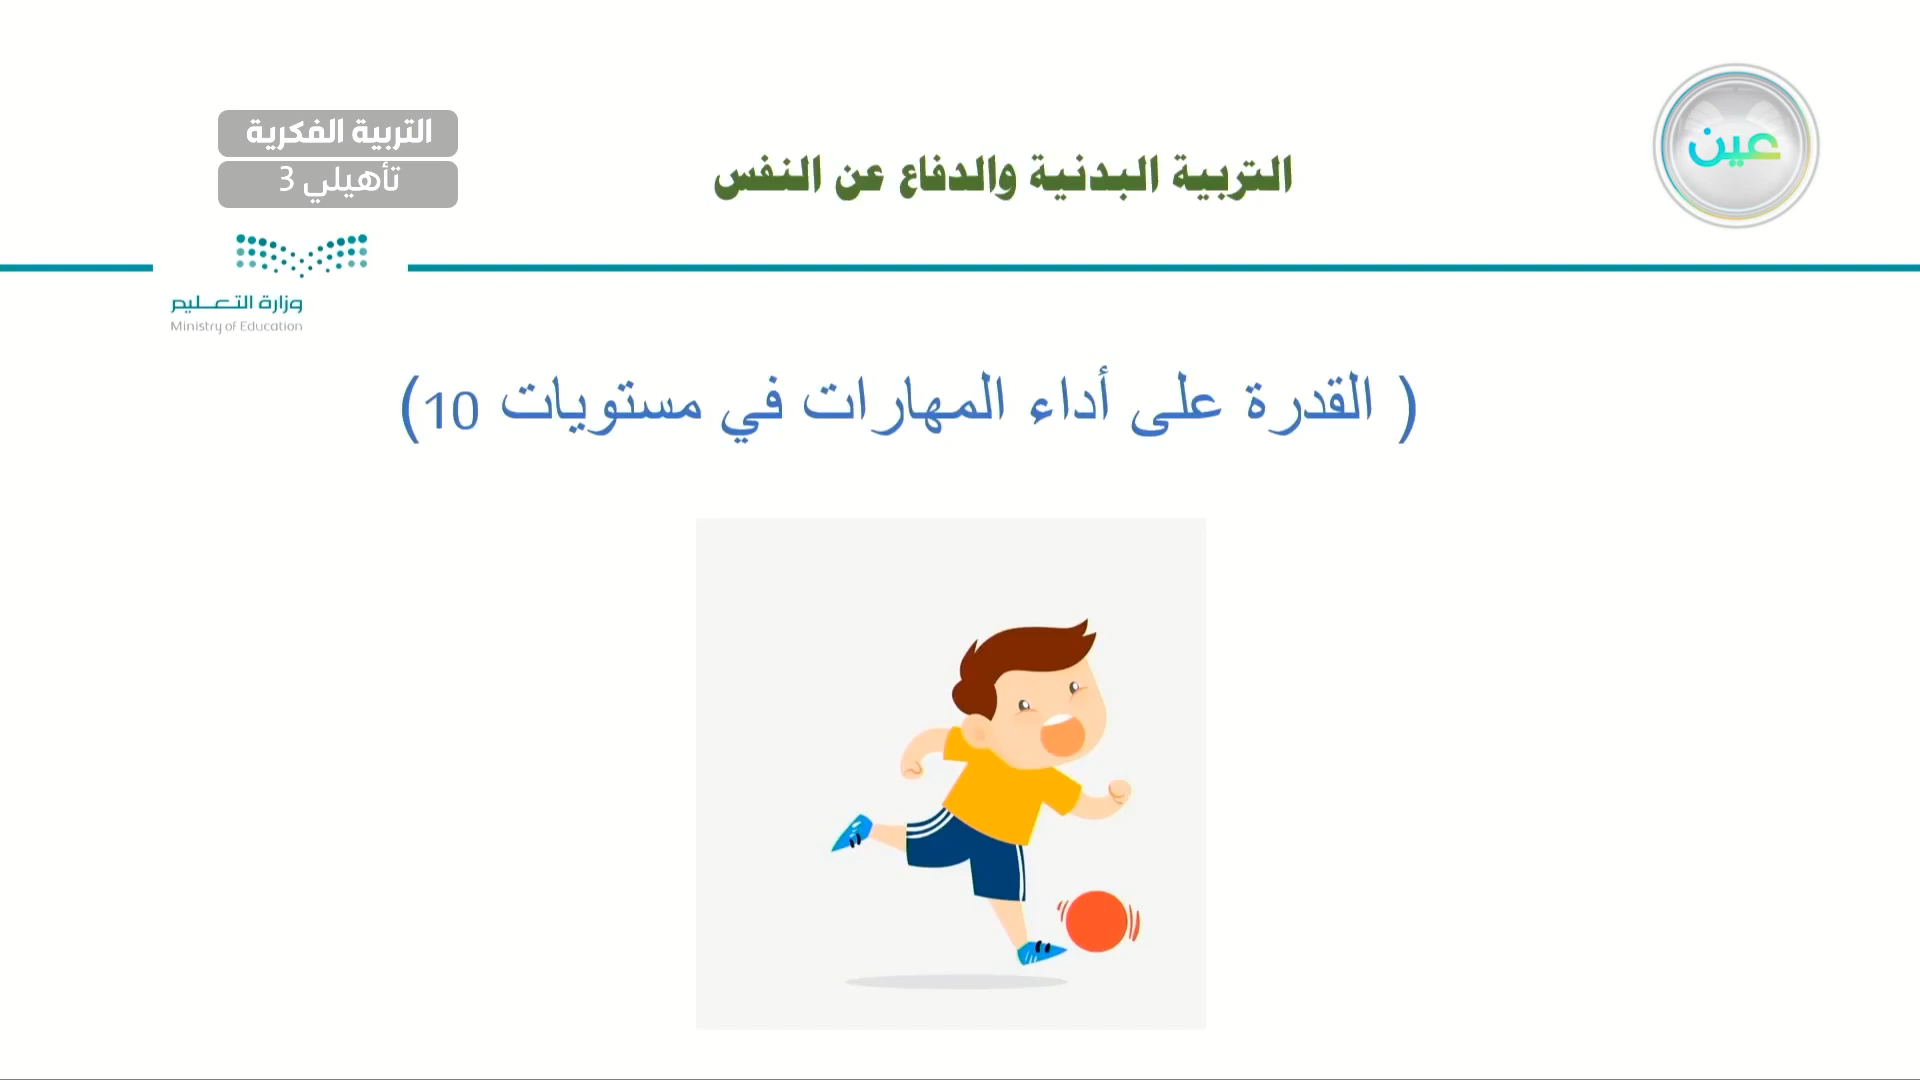 عين
التربية الفكرية
تأهيلي 3
التربية البدنية والدفاع عن النفس
وزارة التعليم
Ministry of Education
( القدرة على أداء المهارات في مستويات 10)